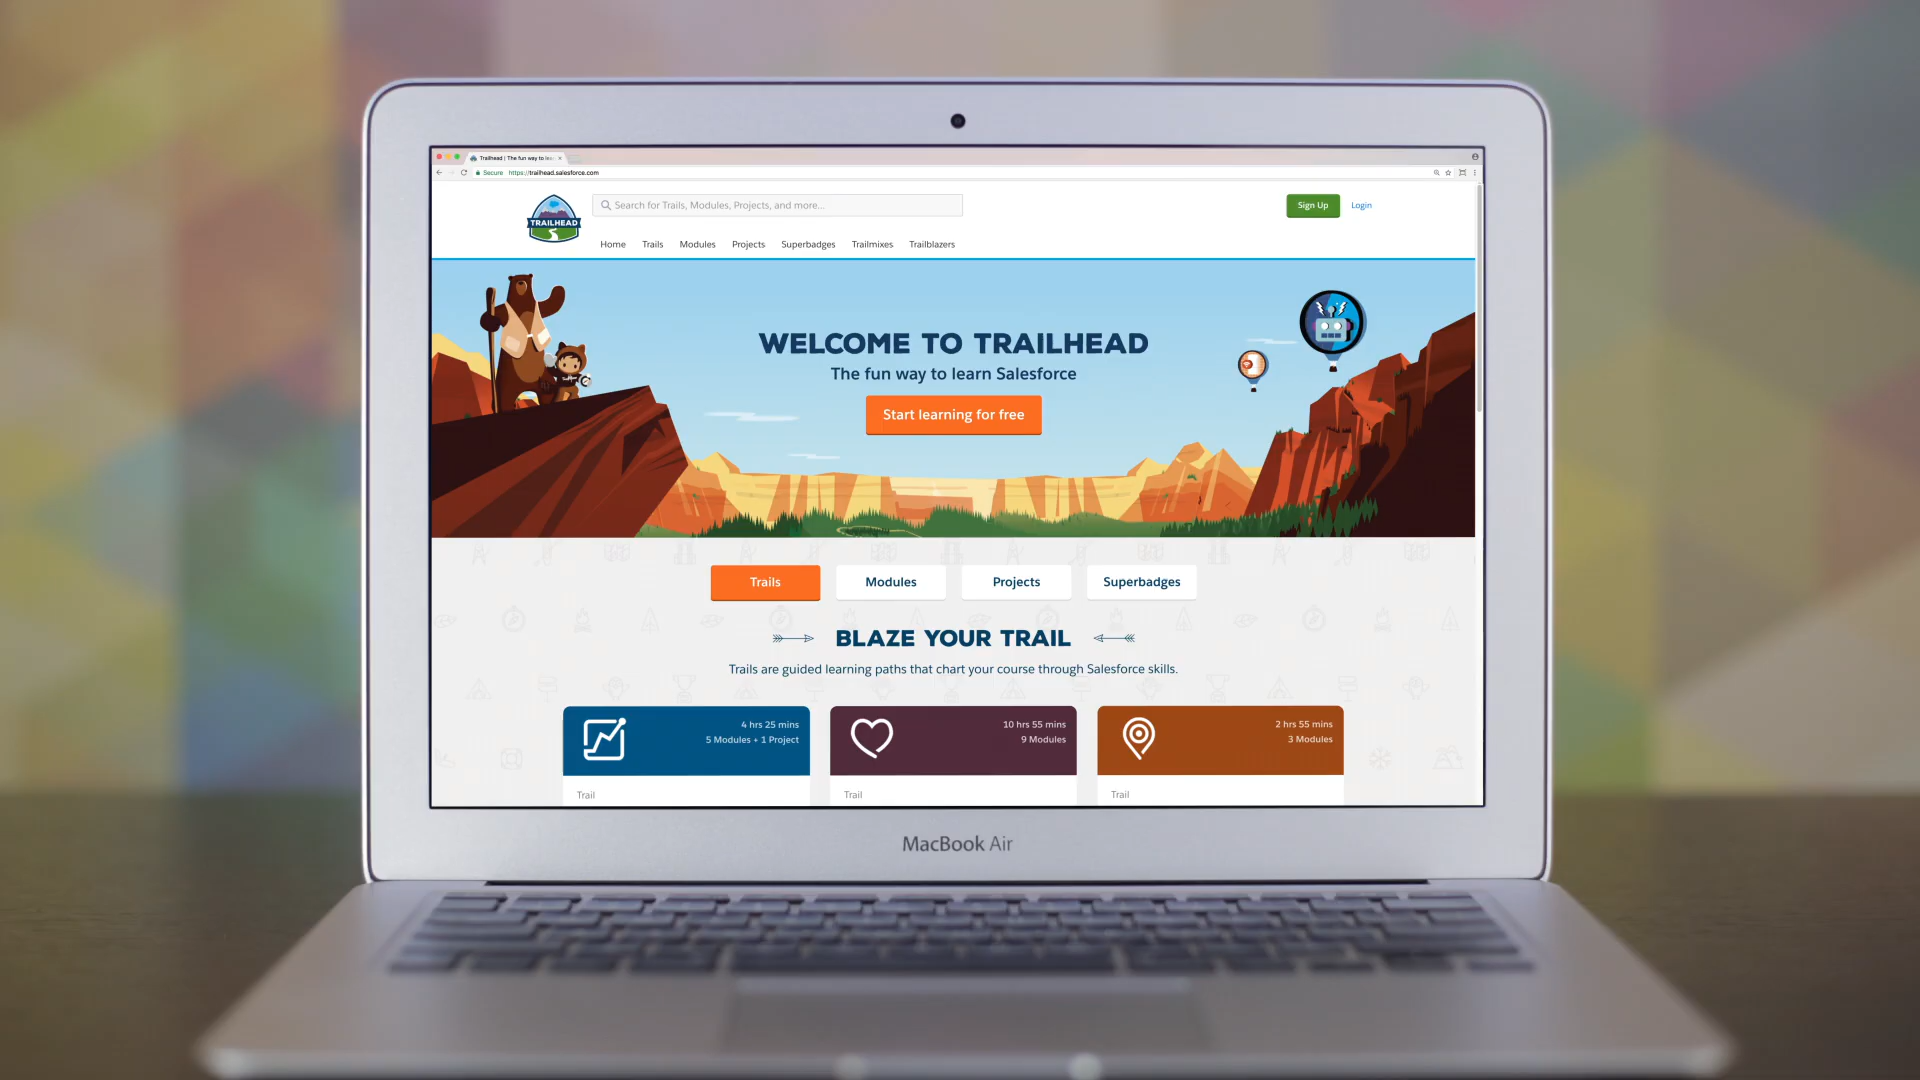 Trailhead | The fun way to lea
Secure https://trailhead.salesforce.com
TRAILHEAD
Search for Trails, Modules, Projects, and more...
Sign Up Login
Home Trails Modules Projects Superbadges Trailmixes Trailblazers
WELCOME TO TRAILHEAD
The fun way to learn Salesforce
Start learning for free
Trails Modules Projects Superbadges
BLAZE YOUR TRAIL
Trails are guided learning paths that chart your course through Salesforce skills.
4 hrs 25 mins
5 Modules + 1 Project
Trail
10 hrs 55 mins
9 Modules
Trail
2 hrs 55 mins
3 Modules
Trail
MacBook Air